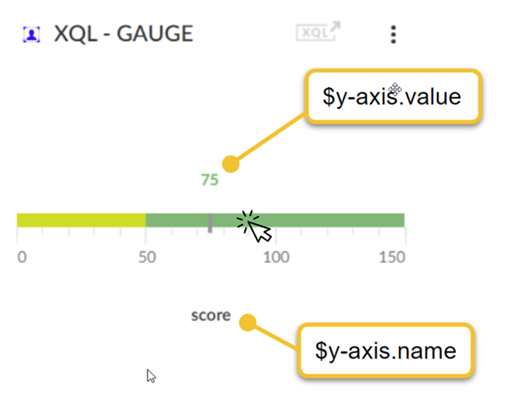 XQL - GAUGE
XQL
$y-axis.value
75
0 50 100 150
score
$y-axis.name